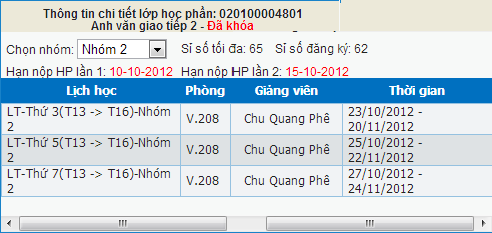 Thông tin chi tiết lớp học phần: 020100004801
Anh văn giao tiếp 2 - Đã khóa
Chọn nhóm: Nhóm 2 Sỉ số tối đa: 65 Sỉ số đăng ký: 62
Hạn nộp HP lần 1: 10-10-2012 Hạn nộp HP lần 2: 15-10-2012
Lịch học Phòng Giảng viên Thời gian
LT-Thứ 3(T13 -> T16)-Nhóm 2 V.208 Chu Quang Phê 23/10/2012 - 20/11/2012
LT-Thứ 5(T13 -> T16)-Nhóm 2 V.208 Chu Quang Phê 25/10/2012 - 22/11/2012
LT-Thứ 7(T13 -> T16)-Nhóm 2 V.208 Chu Quang Phê 27/10/2012 - 24/11/2012